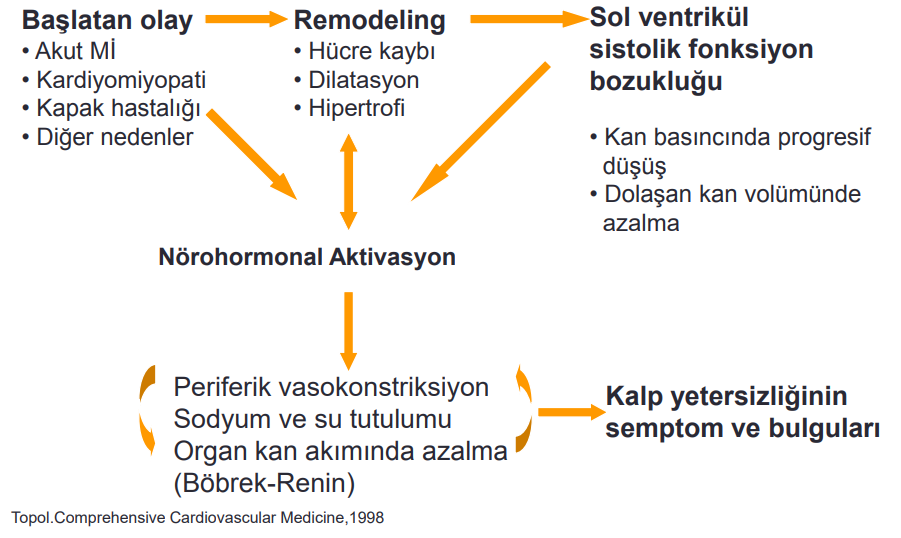 Başlatan olay
• Akut Mİ
• Kardiyomiyopati
• Kapak hastalığı
• Diğer nedenler
Remodeling
• Hücre kaybı
• Dilatasyon
• Hipertrofi
Sol ventrikül
sistolik fonksiyon
bozukluğu
• Kan basıncında progresif
düşüş
• Dolaşan kan volümünde
azalma
Nörohormonal Aktivasyon
Periferik vasokonstriksiyon
Sodyum ve su tutulumu
Organ kan akımında azalma
(Böbrek-Renin)
Kalp yetersizliğinin
semptom ve bulguları
Topol.Comprehensive Cardiovascular Medicine,1998